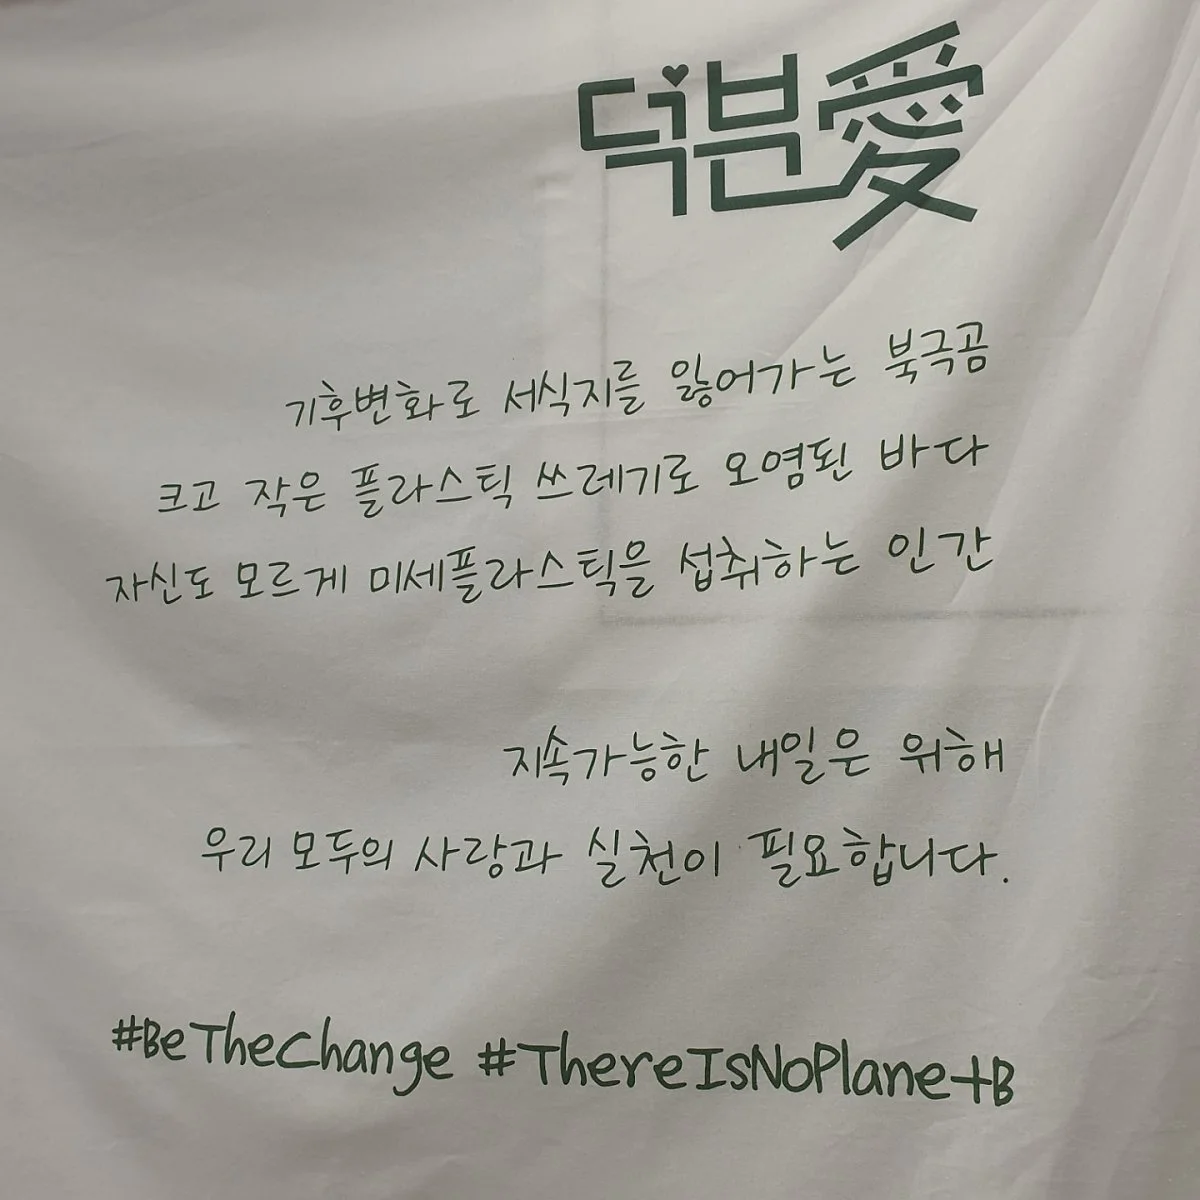 덕분愛
기후변화로 서식지를 잃어가는 북극곰
크고 작은 플라스틱 쓰레기로 오염된 바다
자신도 모르게 미세플라스틱을 섭취하는 인간
지속가능한 내일은 위해
우리 모두의 사랑과 실천이 필요합니다.
#BeTheChange #ThereIsNoPlanetB